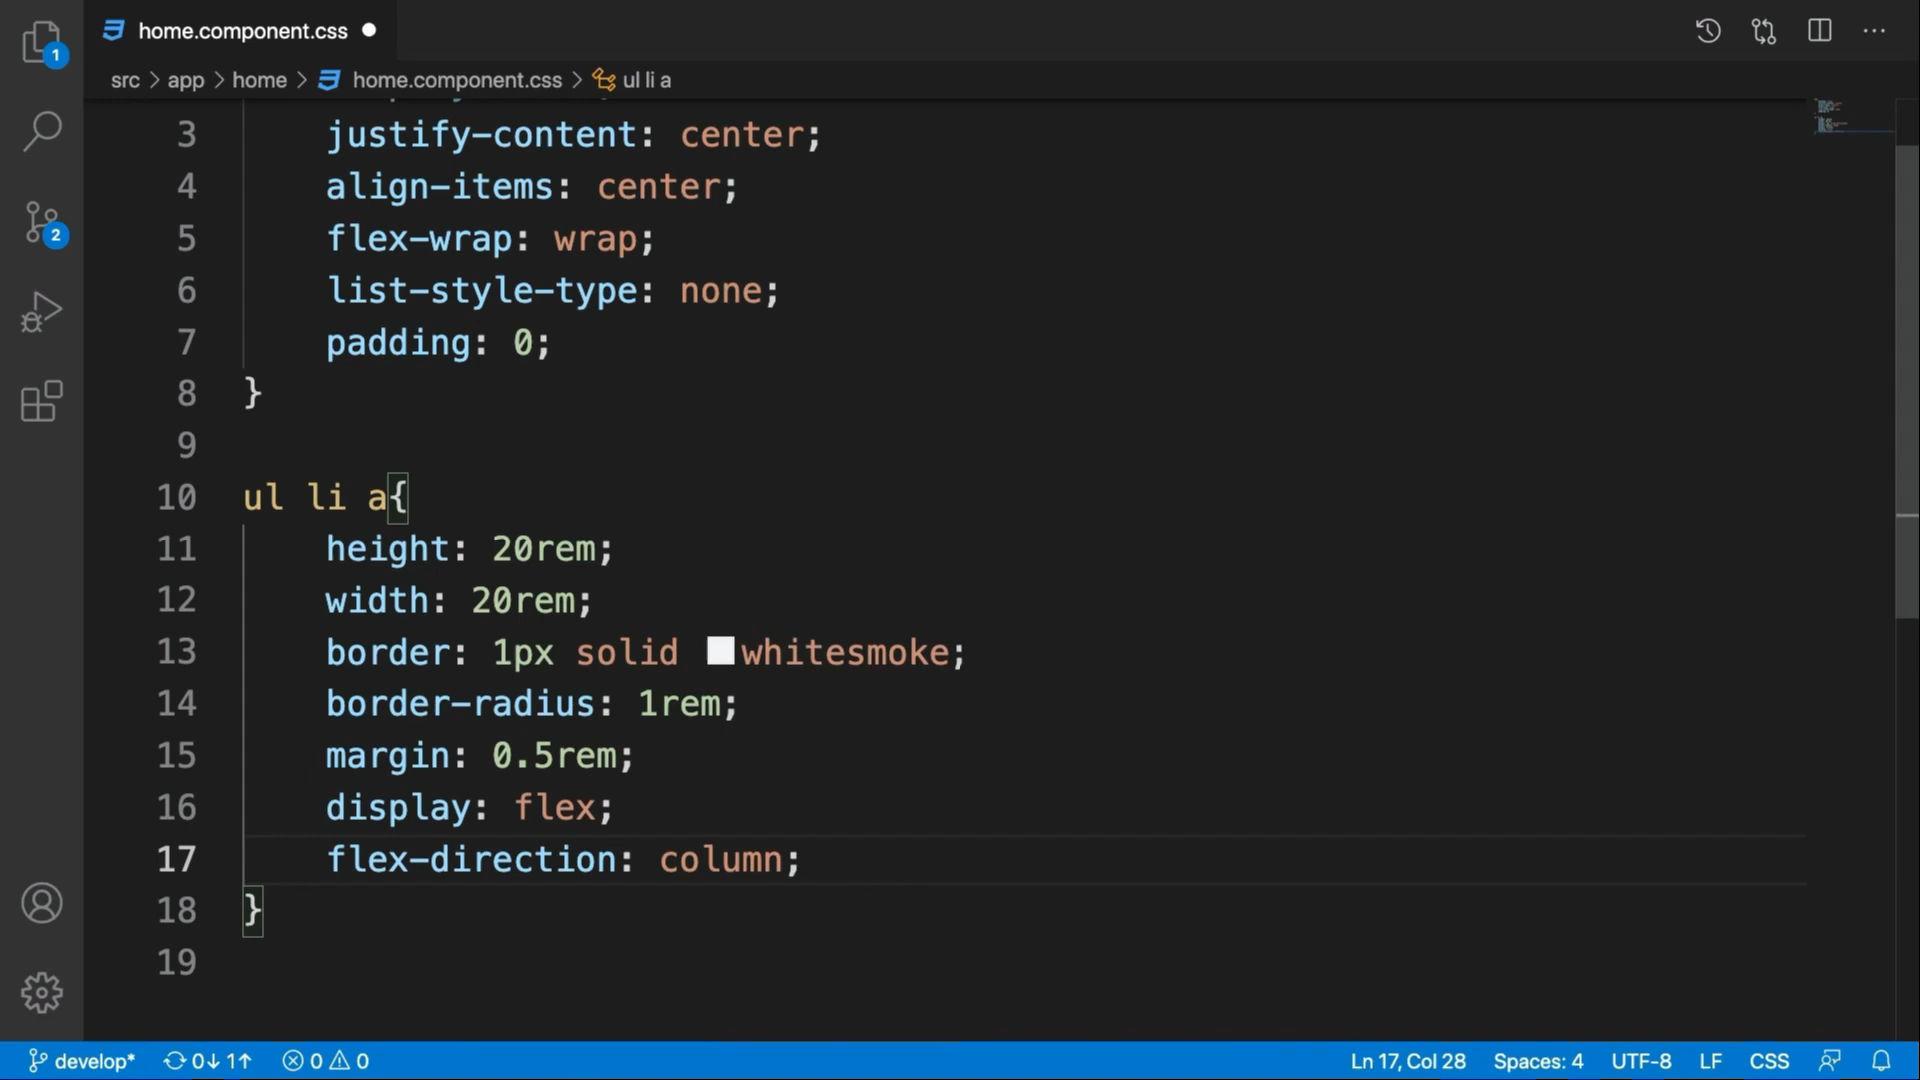 home.component.css
1
src > app > home > home.component.css > ul li a
3 justify-content: center;
4 align-items: center;
5 flex-wrap: wrap;
2
6 list-style-type: none;
7 padding: 0;
8 }
9
10 ul li a{
11 height: 20rem;
12 width: 20rem;
13 border: 1px solid whitesmoke;
14 border-radius: 1rem;
15 margin: 0.5rem;
16 display: flex;
17 flex-direction: column;
18 }
19
develop* 0↓ 1↑ 0 0 Ln 17, Col 28 Spaces: 4 UTF-8 LF CSS